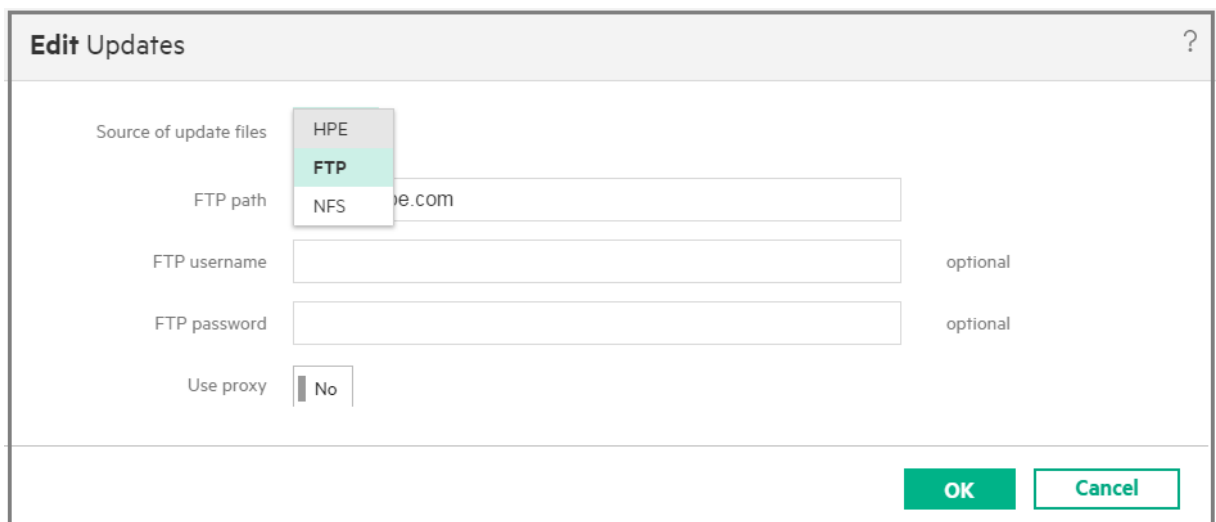 Edit Updates
?
Source of update files
HPE
FTP
NFS
FTP path
pe.com
FTP username
optional
FTP password
optional
Use proxy
No
OK
Cancel